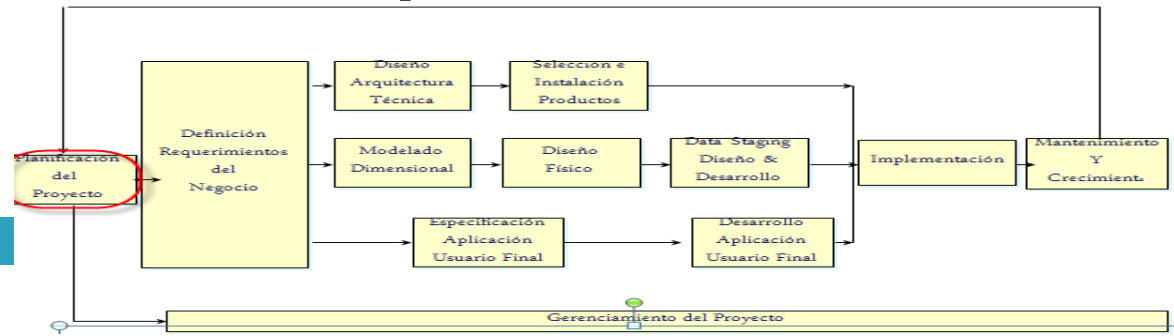 Planificación
del
Proyecto
Definición
Requerimientos
del
Negocio
Diseño
Arquitectura
Técnica
Selección e
Instalación
Productos
Modelado
Dimensional
Diseño
Físico
Data Staging
Diseño &
Desarrollo
Especificación
Aplicación
Usuario Final
Desarrollo
Aplicación
Usuario Final
Implementación
Mantenimiento
Y
Crecimient
Gerenciamiento del Proyecto